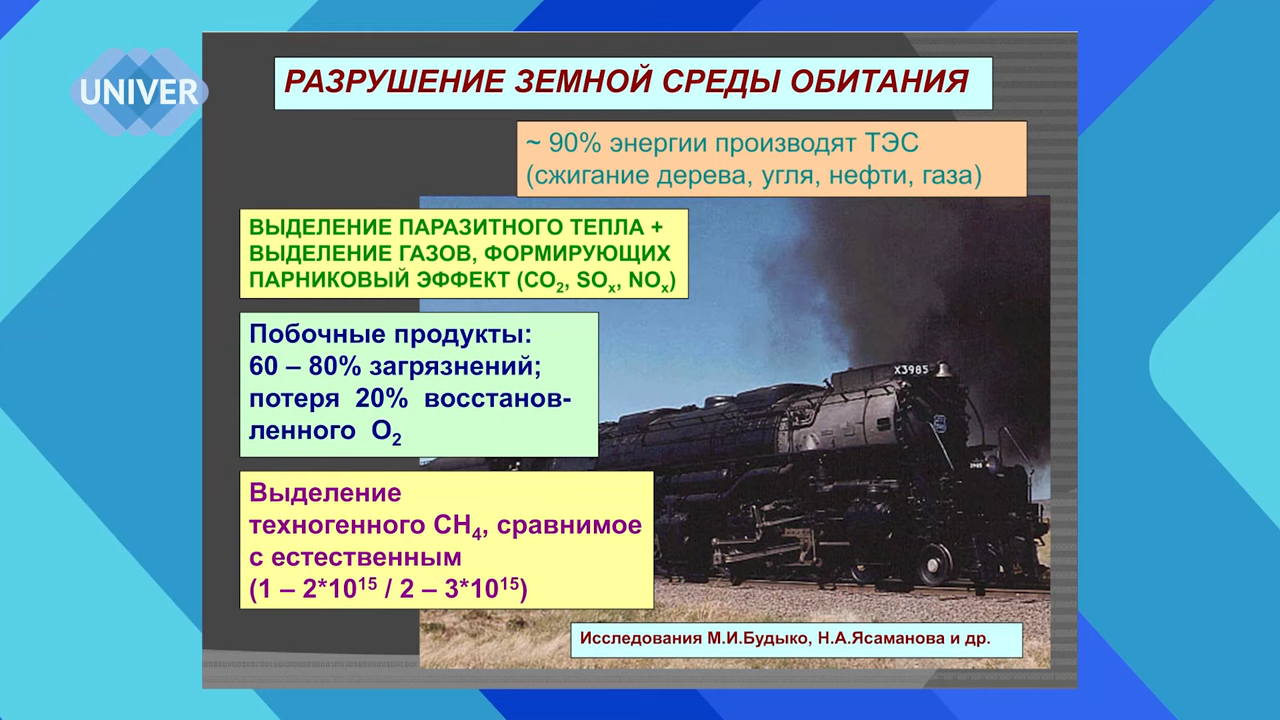 UNIVER
РАЗРУШЕНИЕ ЗЕМНОЙ СРЕДЫ ОБИТАНИЯ
~ 90% энергии производят ТЭС
(сжигание дерева, угля, нефти, газа)
ВЫДЕЛЕНИЕ ПАРАЗИТНОГО ТЕПЛА +
ВЫДЕЛЕНИЕ ГАЗОВ, ФОРМИРУЮЩИХ
ПАРНИКОВЫЙ ЭФФЕКТ (CO₂, SOₓ, NOₓ)
Побочные продукты:
60 – 80% загрязнений;
потеря 20% восстанов-
ленного O₂
X3985
Выделение
техногенного CH₄, сравнимое
с естественным
(1 – 2*10¹⁵ / 2 – 3*10¹⁵)
3985
Исследования М.И.Будыко, Н.А.Ясаманова и др.